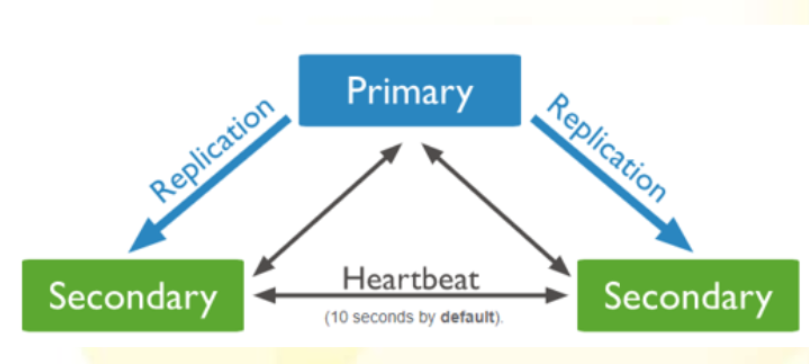 Primary
Replication
Replication
Secondary
Heartbeat
(10 seconds by default).
Secondary